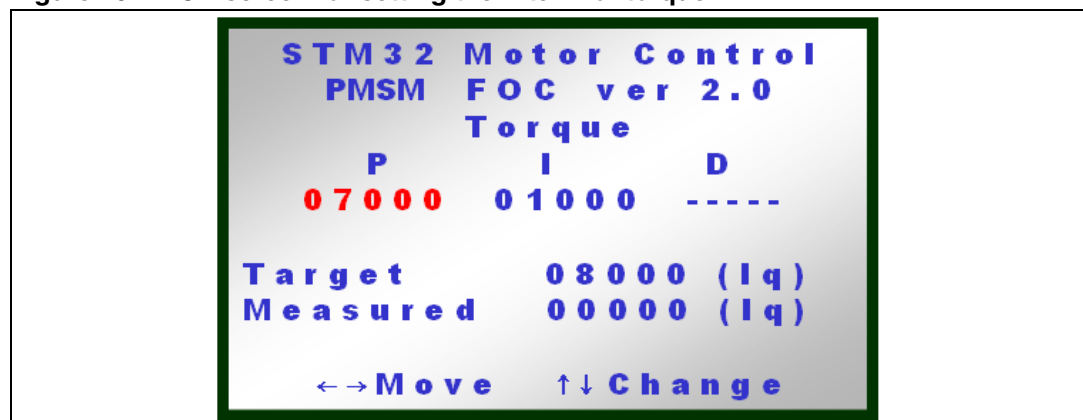 STM32 Motor Control
PMSM FOC ver 2.0
Torque
P I D
07000 01000 -----
Target 08000 (Iq)
Measured 00000 (Iq)
←→Move ↑↓Change